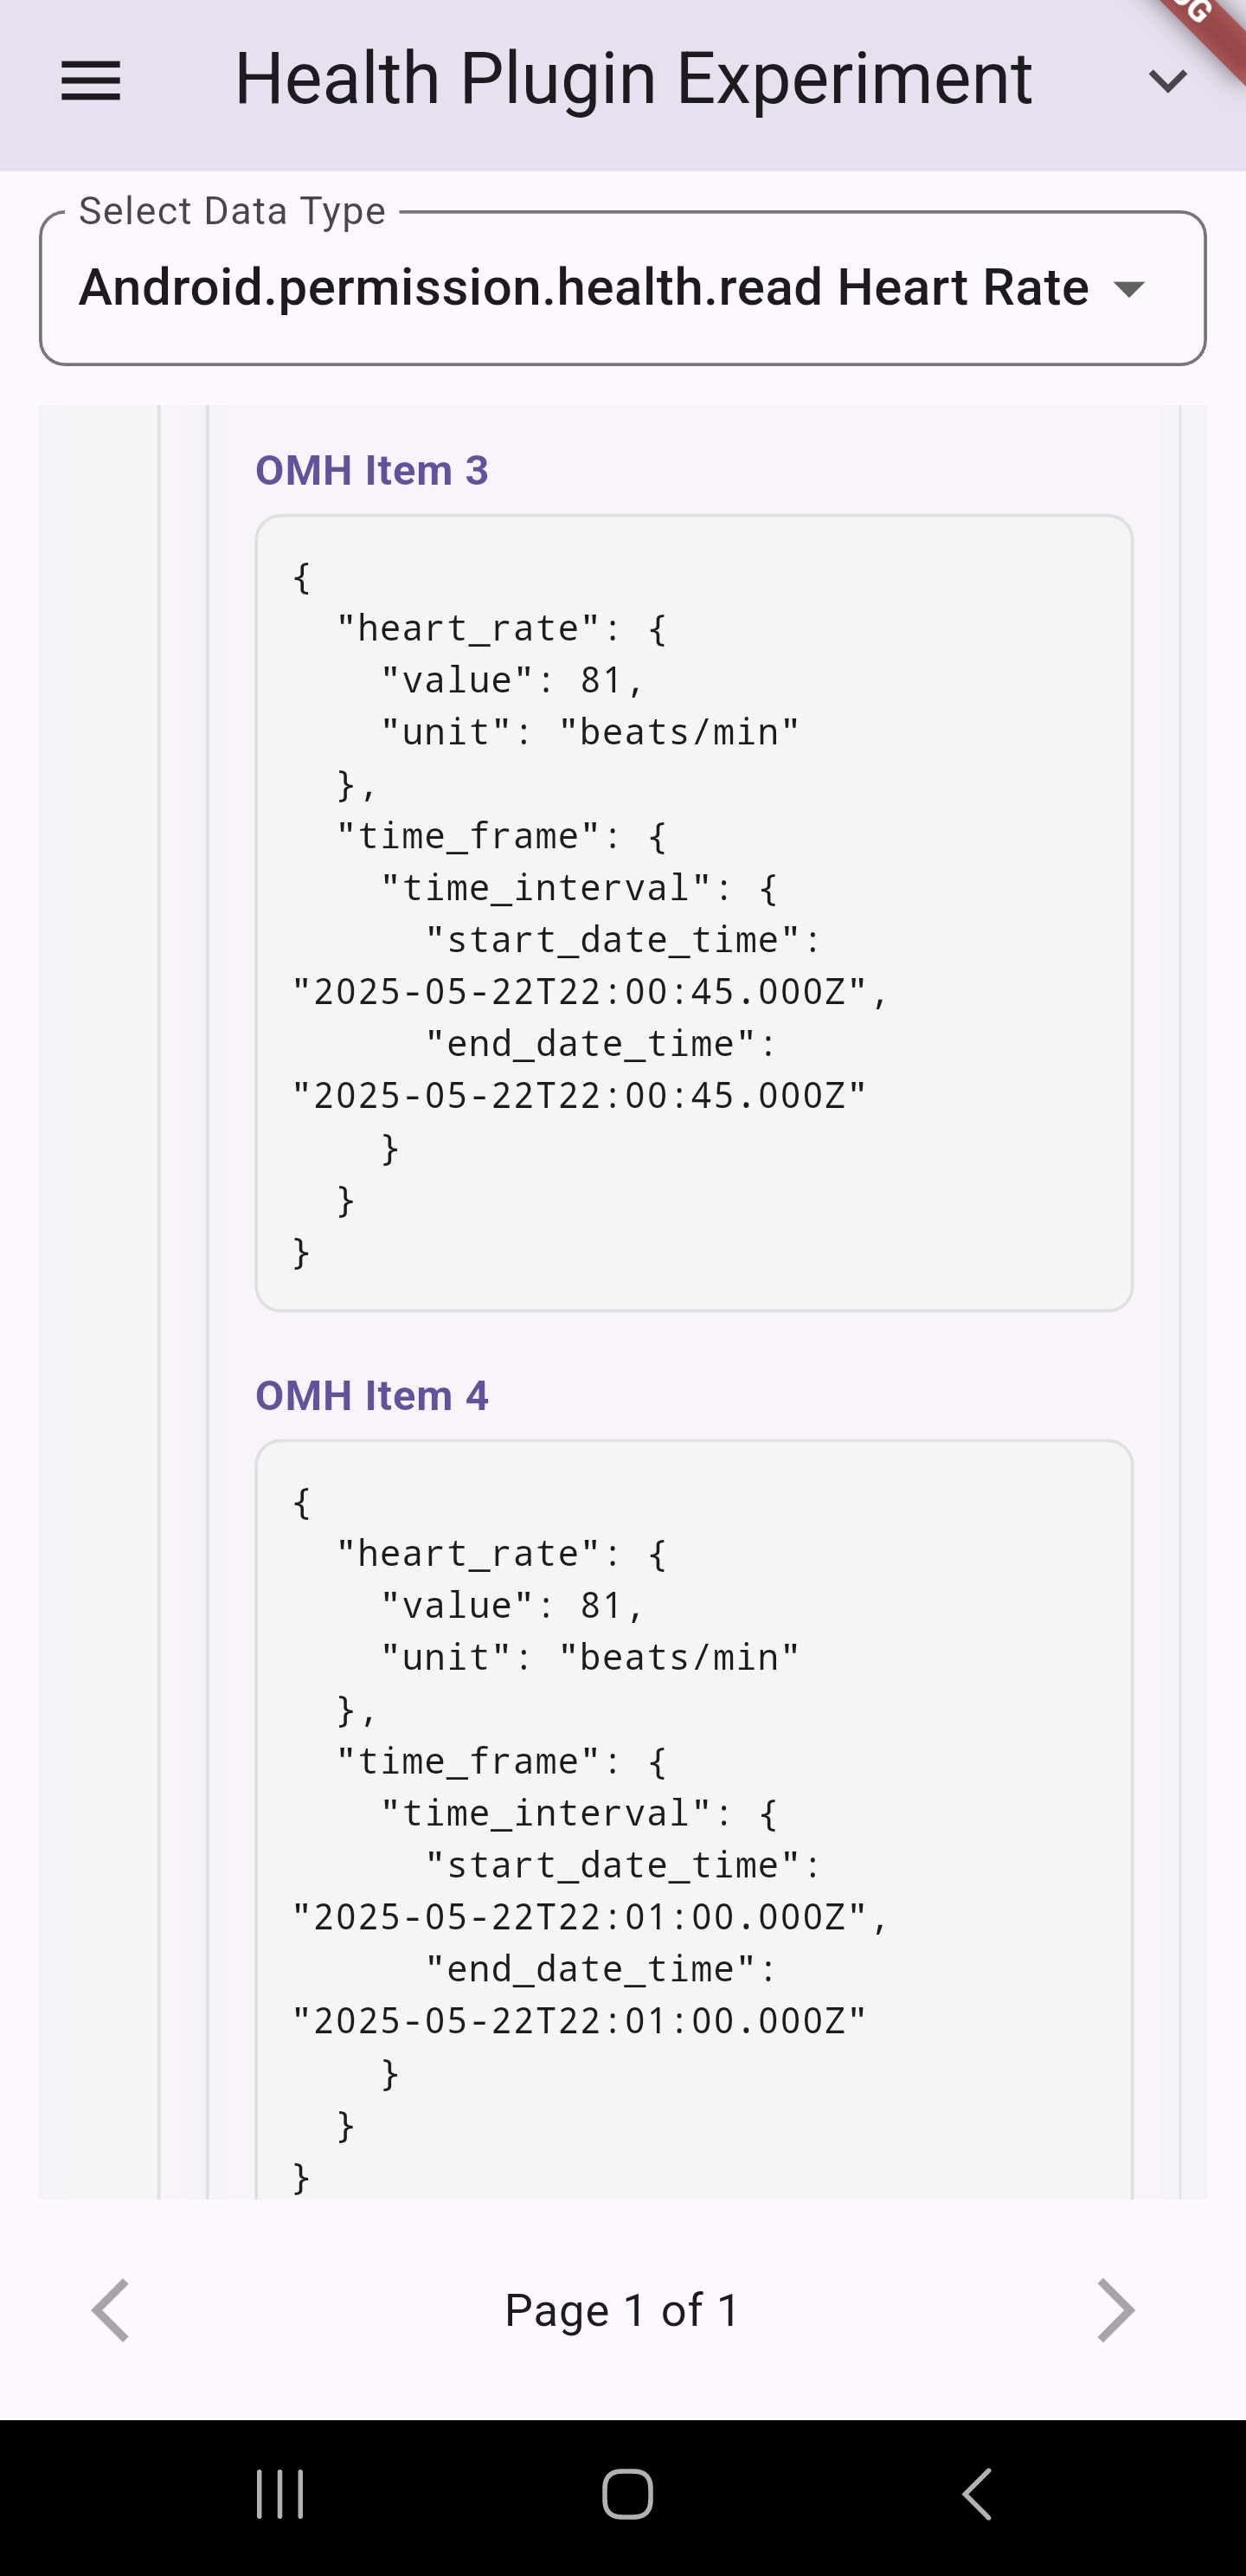 Health Plugin Experiment
Select Data Type
Android.permission.health.read Heart Rate
OMH Item 3
{
  "heart_rate": {
    "value": 81,
    "unit": "beats/min"
  },
  "time_frame": {
    "time_interval": {
      "start_date_time":
"2025-05-22T22:00:45.000Z",
      "end_date_time":
"2025-05-22T22:00:45.000Z"
    }
  }
}
OMH Item 4
{
  "heart_rate": {
    "value": 81,
    "unit": "beats/min"
  },
  "time_frame": {
    "time_interval": {
      "start_date_time":
"2025-05-22T22:01:00.000Z",
      "end_date_time":
"2025-05-22T22:01:00.000Z"
    }
  }
}
Page 1 of 1